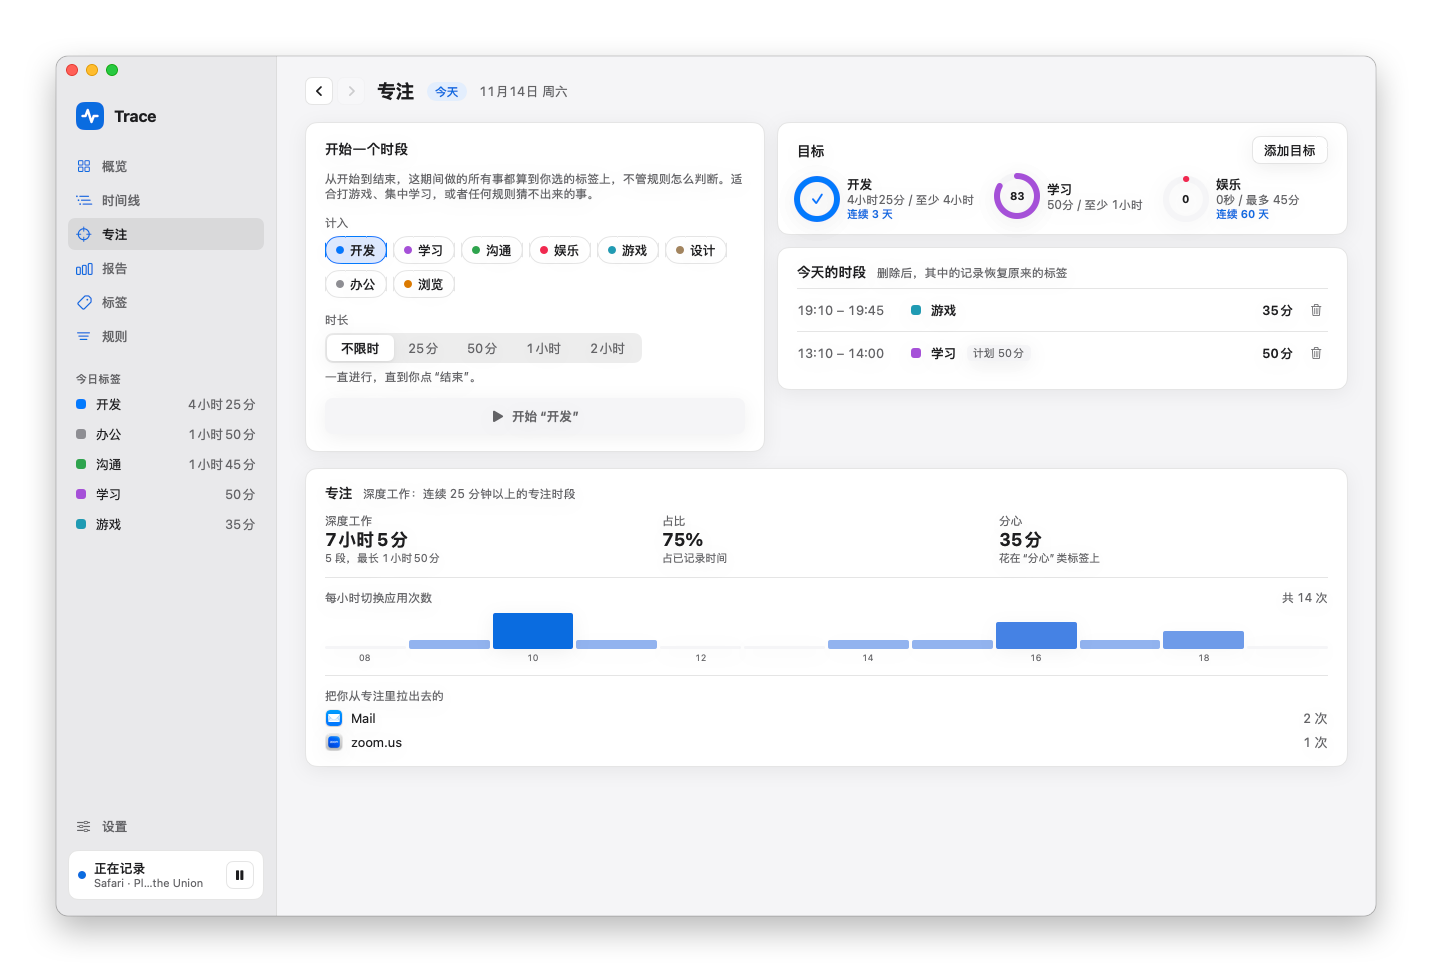 Trace
概览
时间线
专注
报告
标签
规则
今日标签
开发 4小时25分
办公 1小时50分
沟通 1小时45分
学习 50分
游戏 35分
设置
正在记录
Safari · Pl...the Union
专注 今天 11月14日 周六
开始一个时段
从开始到结束，这期间做的所有事都算到你选的标签上，不管规则怎么判断。适
合打游戏、集中学习，或者任何规则猜不出来的事。
计入
开发 学习 沟通 娱乐 游戏 设计
办公 浏览
时长
不限时 25分 50分 1小时 2小时
一直进行，直到你点“结束”。
开始“开发”
目标 添加目标
开发
4小时25分 / 至少 4小时
连续 3 天
83
学习
50分 / 至少 1小时
0
娱乐
0秒 / 最多 45分
连续 60 天
今天的时段 删除后，其中的记录恢复原来的标签
19:10 – 19:45 游戏 35分
13:10 – 14:00 学习 计划 50分 50分
专注 深度工作：连续 25 分钟以上的专注时段
深度工作
7小时5分
5 段，最长 1小时50分
占比
75%
占已记录时间
分心
35分
花在“分心”类标签上
每小时切换应用次数 共 14 次
08 10 12 14 16 18
把你从专注里拉出去的
Mail 2 次
zoom.us 1 次